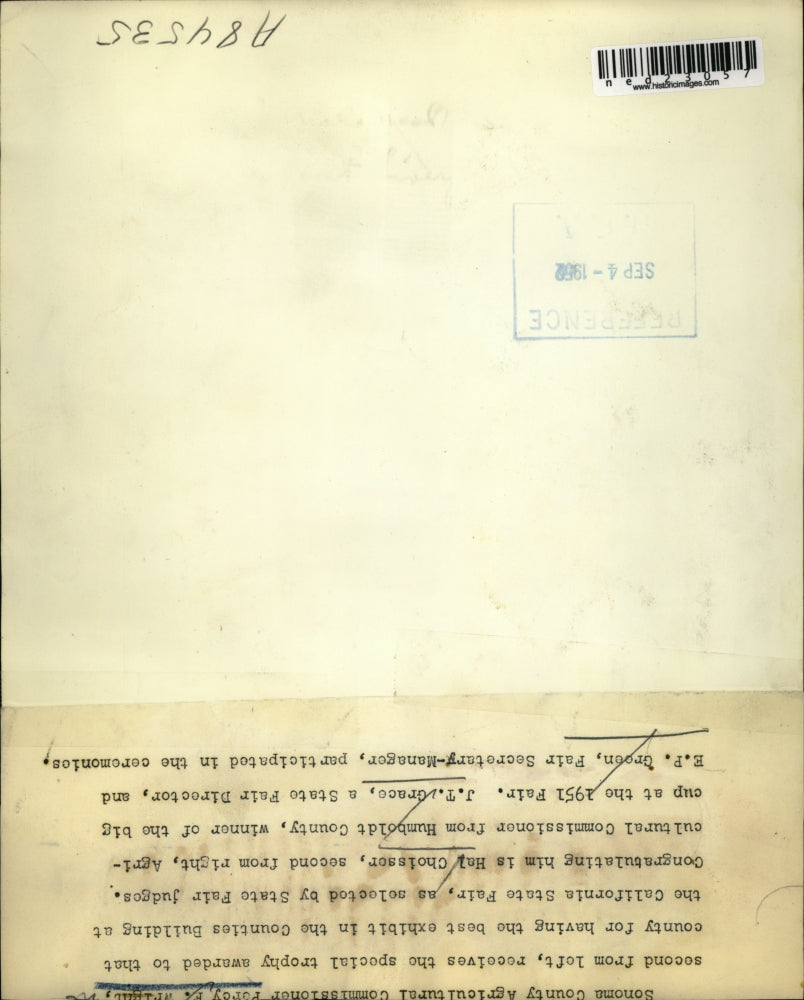 Sonoma County Agricultural Commissioner Percy F. Wright,
second from left, receives the special trophy awarded to that
county for having the best exhibit in the Counties Building at
the California State Fair, as selected by State Fair judges.
Congratulating him is Hal Choisser, second from right, Agri-
cultural Commissioner from Humboldt County, winner of the big
cup at the 1951 Fair. J.T. Grace, a State Fair Director, and
E.P. Green, Fair Secretary-Manager, participated in the ceremonies.
REFERENCE
SEP 4 - 1952
A84535
ned23057
www.historicimages.com